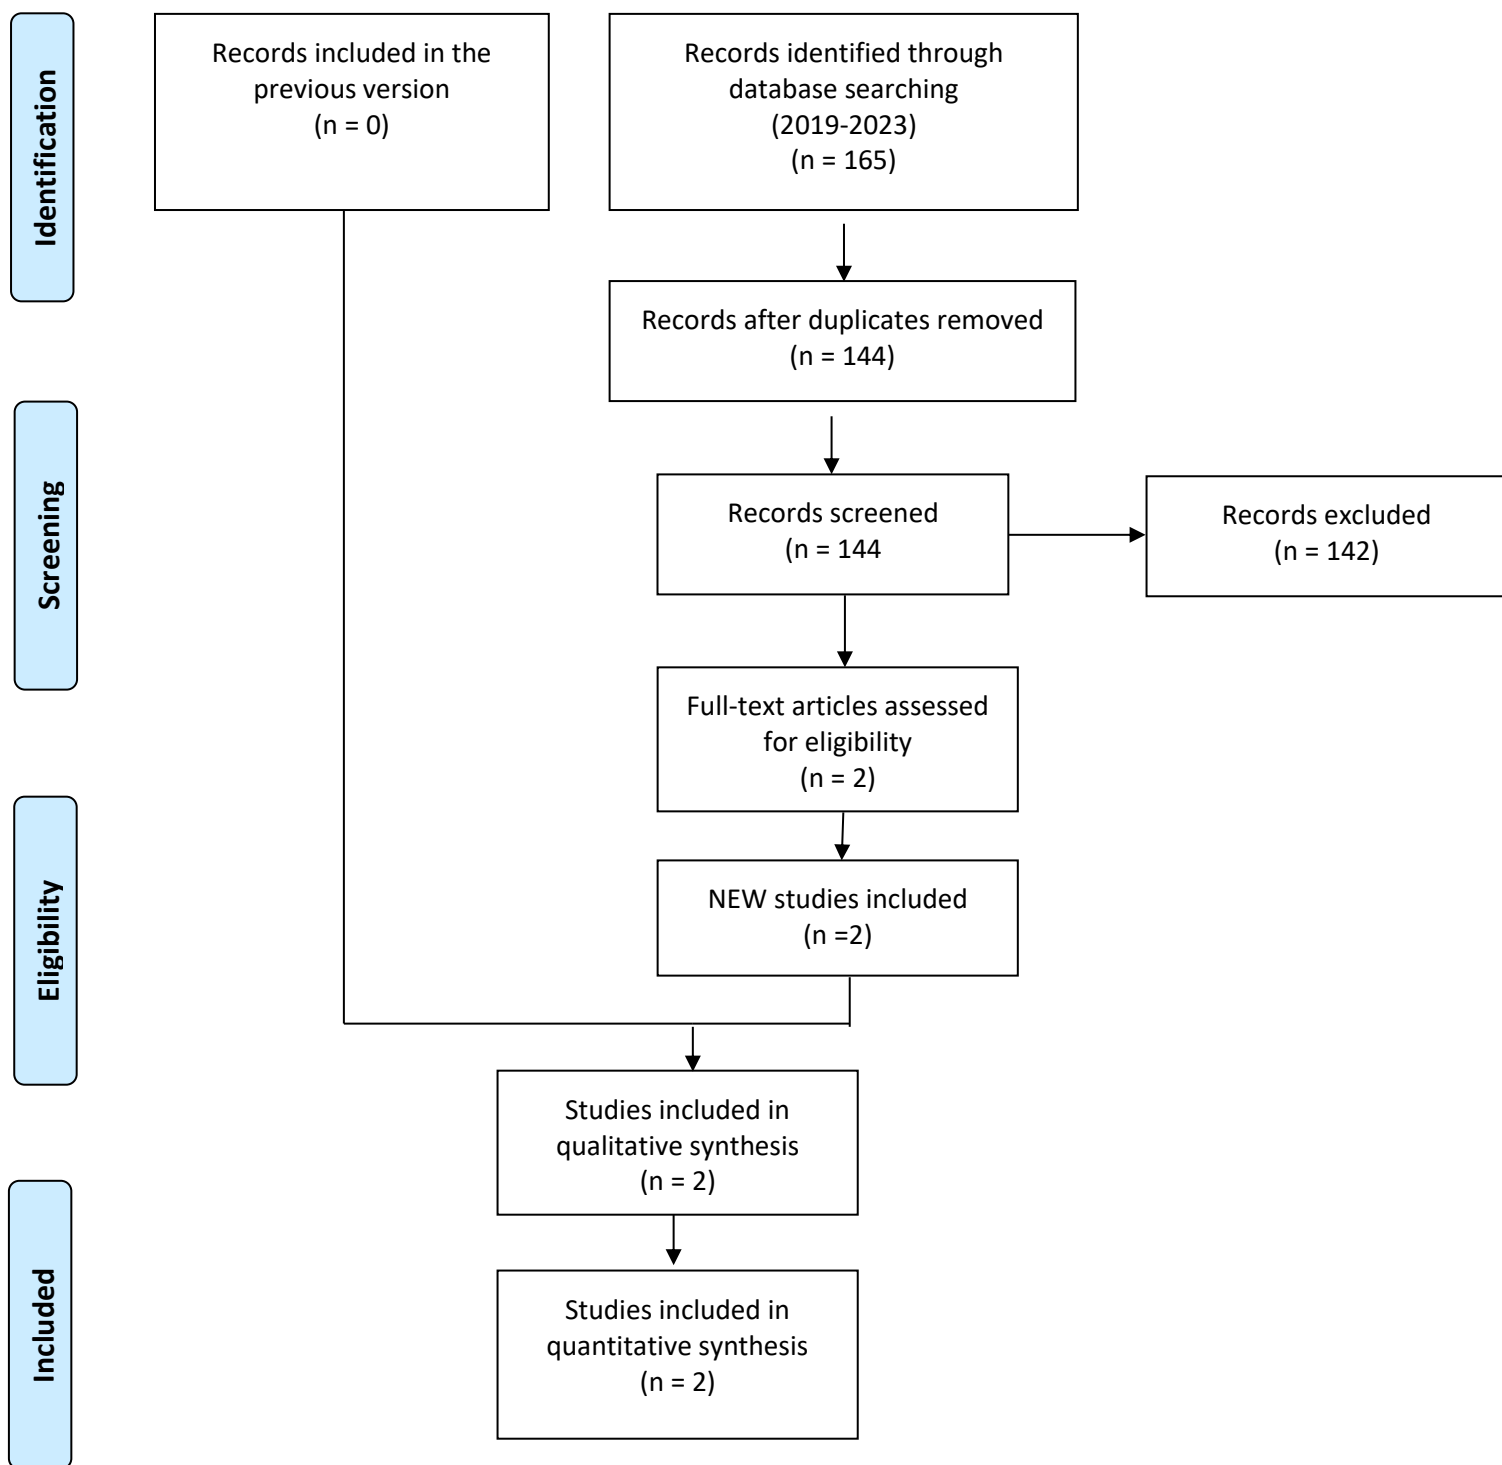 Identification
Records included in the
previous version
(n = 0)
Records identified through
database searching
(2019-2023)
(n = 165)
Records after duplicates removed
(n = 144)
Screening
Records screened
(n = 144
Records excluded
(n = 142)
Full-text articles assessed
for eligibility
(n = 2)
Eligibility
NEW studies included
(n =2)
Studies included in
qualitative synthesis
(n = 2)
Included
Studies included in
quantitative synthesis
(n = 2)